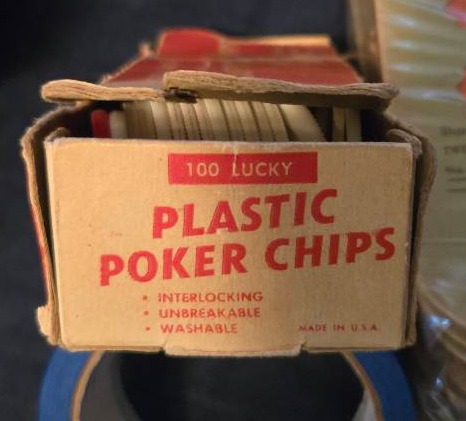 100 LUCKY
PLASTIC
POKER CHIPS
• INTERLOCKING
• UNBREAKABLE
• WASHABLE
MADE IN U.S.A.